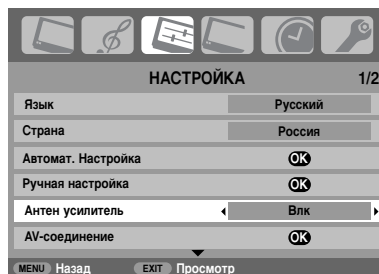 НАСТРОЙКА 1/2
Язык Русский
Страна Россия
Автомат. Настройка OK
Ручная настройка OK
Антен усилитель Влк
AV-соединение OK
MENU Назад EXIT Просмотр